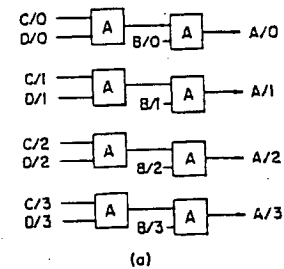 C/0 A A A/0
D/0 B/0
C/1 A A A/1
D/1 B/1
C/2 A A A/2
D/2 B/2
C/3 A A A/3
D/3 B/3
(a)